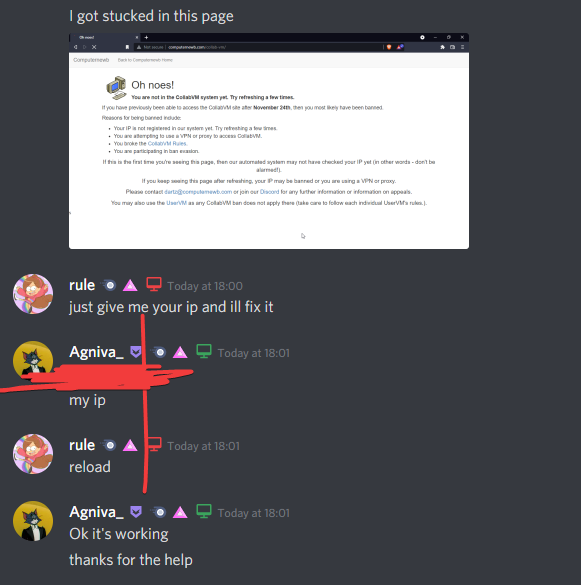 I got stucked in this page
Oh noes!
Not secure | computernewb.com/collab-vm/
Computernewb Back to Computernewb Home
Oh noes!
You are not in the CollabVM system yet. Try refreshing a few times.
If you have previously been able to access the CollabVM site after November 24th, then you most likely have been banned.
Reasons for being banned include:
• Your IP is not registered in our system yet. Try refreshing a few times.
• You are attempting to use a VPN or proxy to access CollabVM.
• You broke the CollabVM Rules.
• You are participating in ban evasion.
If this is the first time you're seeing this page, then our automated system may not have checked your IP yet (in other words - don't be
alarmed!).
If you keep seeing this page after refreshing, your IP may be banned or you are using a VPN or proxy.
Please contact dartz@computernewb.com or join our Discord for any further information or information on appeals.
You may also use the UserVM as any Collab ban does not apply there (take care to follow each individual UserVM's rules.).
rule Today at 18:00
just give me your ip and ill fix it
Agniva_ Today at 18:01
my ip
rule Today at 18:01
reload
Agniva_ Today at 18:01
Ok it's working
thanks for the help